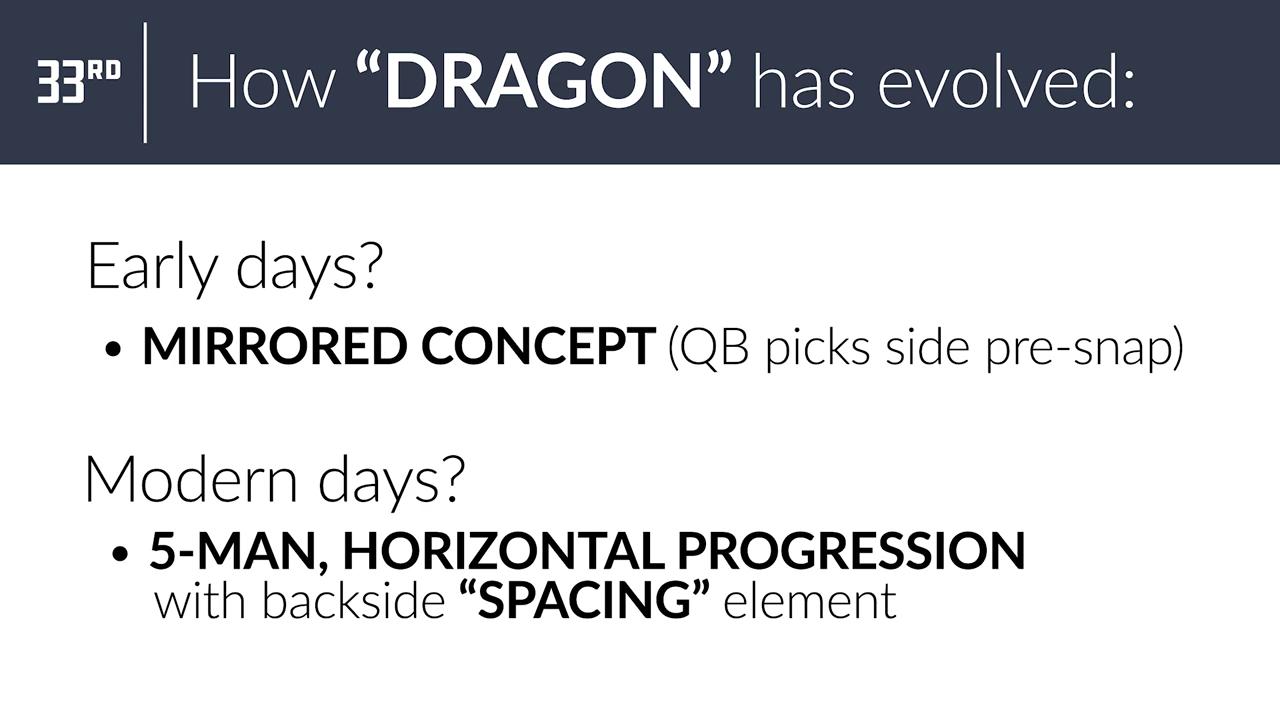 33RD
How “DRAGON” has evolved:
Early days?
• MIRRORED CONCEPT (QB picks side pre-snap)
Modern days?
• 5-MAN, HORIZONTAL PROGRESSION
with backside “SPACING” element